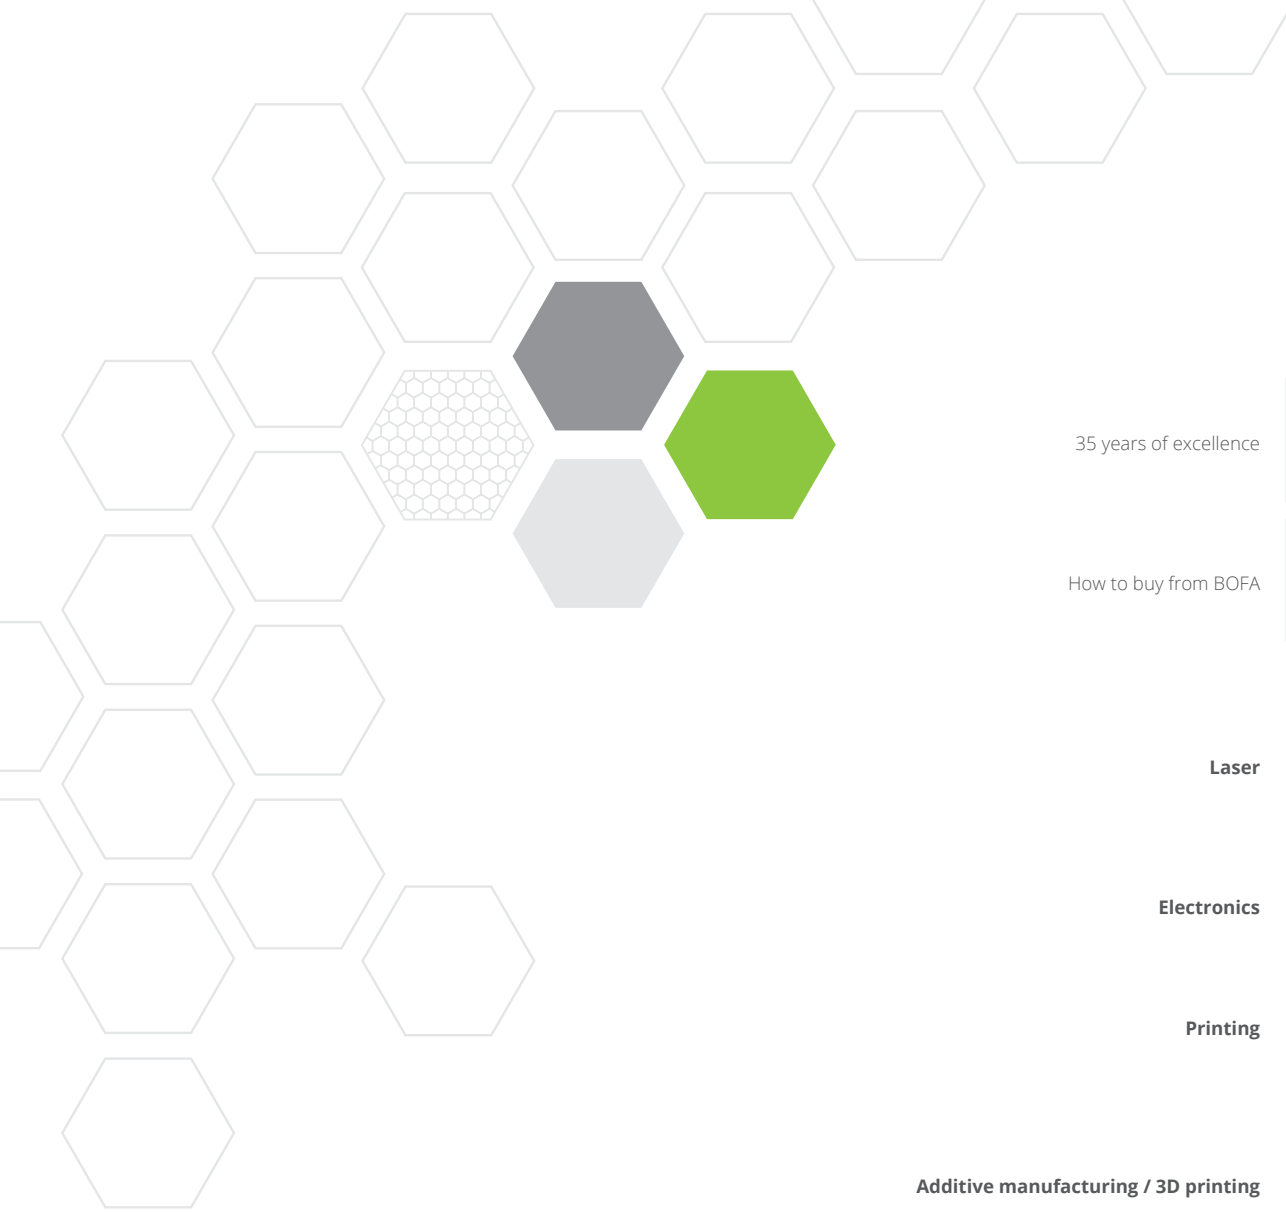 35 years of excellence
How to buy from BOFA
Laser
Electronics
Printing
Additive manufacturing / 3D printing